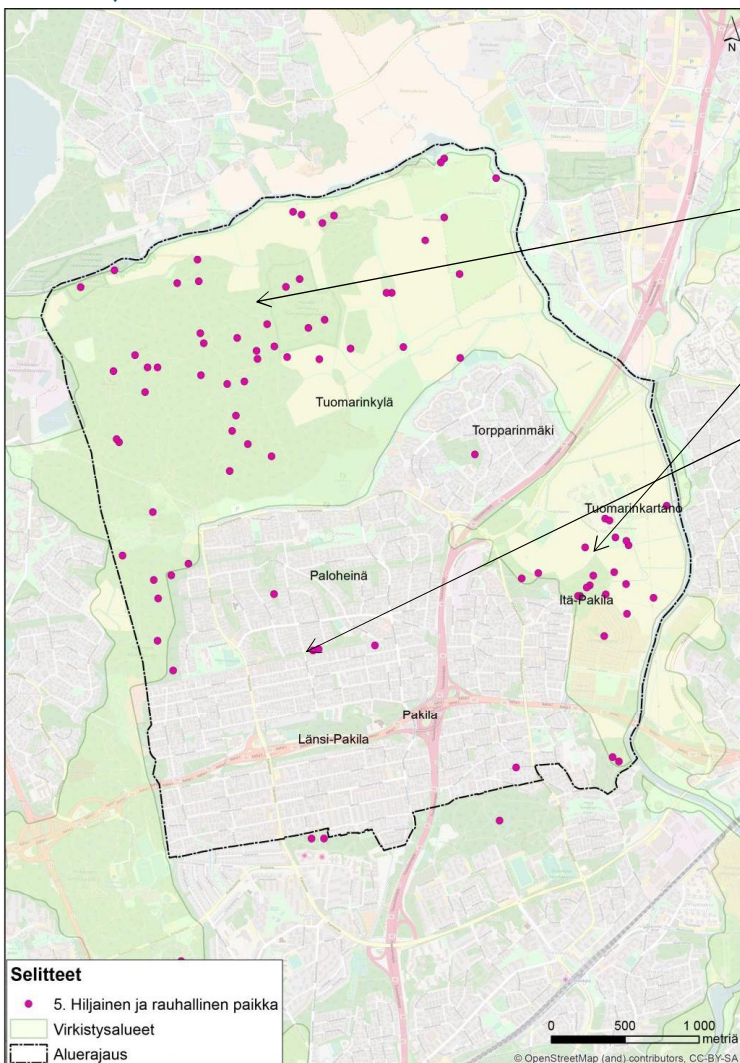 N
Tuomarinkylä
Torpparinmäki
Tuomarinkartano
Paloheinä
Itä-Pakila
Pakila
Länsi-Pakila
Selitteet
5. Hiljainen ja rauhallinen paikka
Virkistysalueet
Aluerajaus
0 500 1 000
metriä
© OpenStreetMap (and) contributors, CC-BY-SA